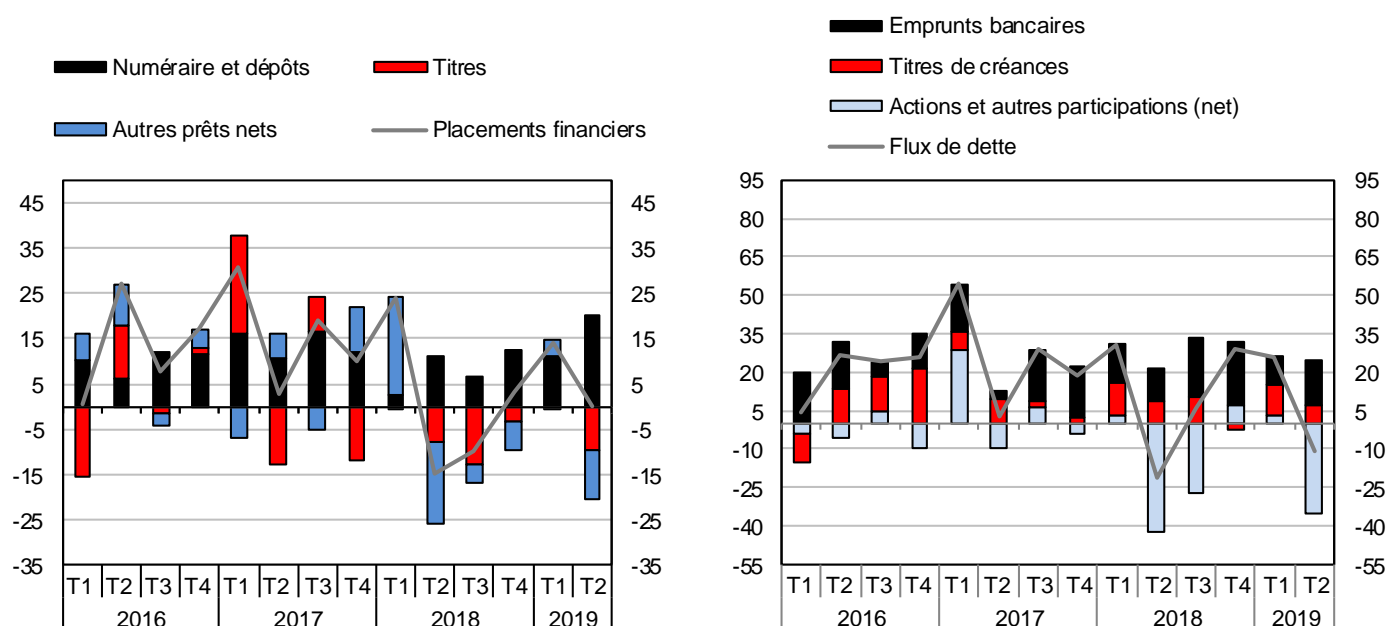 Numéraire et dépôts Titres
Autres prêts nets Placements financiers
45 45
35 35
25 25
15 15
5 5
-5 -5
-15 -15
-25 -25
-35 -35
T1 T2 T3 T4 T1 T2 T3 T4 T1 T2 T3 T4 T1 T2
2016 2017 2018 2019
Emprunts bancaires
Titres de créances
Actions et autres participations (net)
Flux de dette
95 95
80 80
65 65
50 50
35 35
20 20
5 5
-10 -10
-25 -25
-40 -40
-55 -55
T1 T2 T3 T4 T1 T2 T3 T4 T1 T2 T3 T4 T1 T2
2016 2017 2018 2019